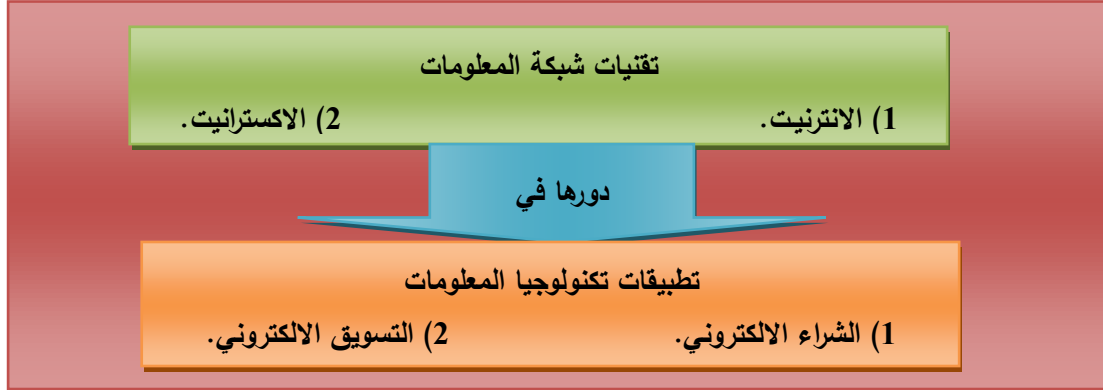 تقنيات شبكة المعلومات
1) الانترنيت. 2) الاكسترانيت.
دورها في
تطبيقات تكنولوجيا المعلومات
1) الشراء الالكتروني. 2) التسويق الالكتروني.